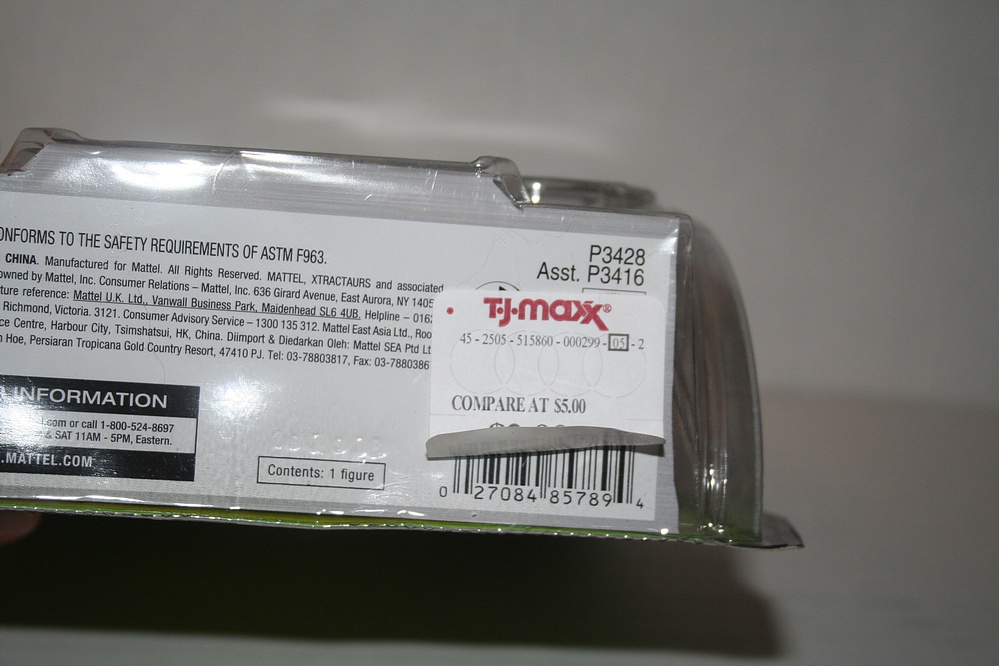 ONFORMS TO THE SAFETY REQUIREMENTS OF ASTM F963.
CHINA. Manufactured for Mattel. All Rights Reserved. MATTEL, XTRACTAURS and associated
owned by Mattel, Inc. Consumer Relations – Mattel, Inc. 636 Girard Avenue, East Aurora, NY 1405
ture reference: Mattel U.K. Ltd., Vanwall Business Park, Maidenhead SL6 4UB. Helpline – 016
Richmond, Victoria. 3121. Consumer Advisory Service – 1300 135 312. Mattel East Asia Ltd., Roo
ce Centre, Harbour City, Tsimshatsui, HK, China. Diimport & Diedarkan Oleh: Mattel SEA Ptd Lt
n Hoe, Persiaran Tropicana Gold Country Resort, 47410 PJ. Tel: 03-78803817, Fax: 03-7880386
INFORMATION
.com or call 1-800-524-8697
& SAT 11AM - 5PM, Eastern.
.MATTEL.COM
Contents: 1 figure
P3428
Asst. P3416
T·J·maxx®
45 - 2505 - 515860 - 000299 - 05 - 2
COMPARE AT $5.00
0 27084 85789 4